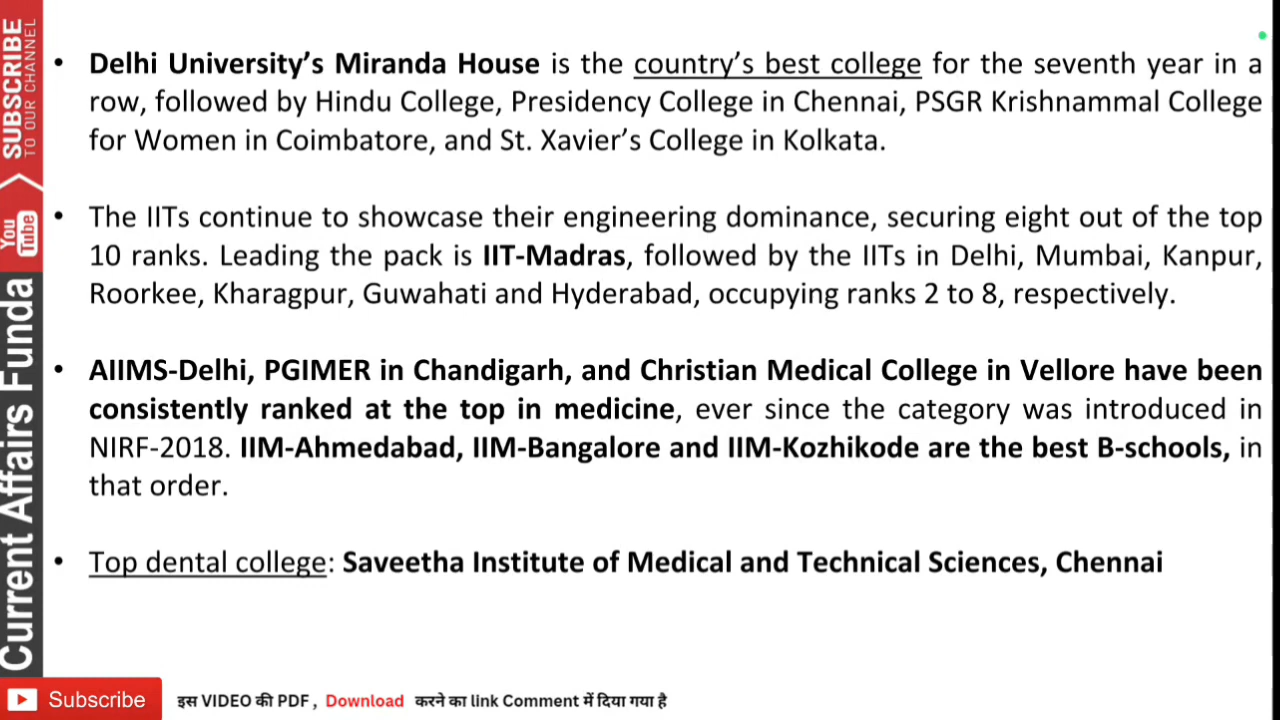 SUBSCRIBE
TO OUR CHANNEL
You
Tube
Current Affairs Funda
• Delhi University’s Miranda House is the country’s best college for the seventh year in a
row, followed by Hindu College, Presidency College in Chennai, PSGR Krishnammal College
for Women in Coimbatore, and St. Xavier’s College in Kolkata.
• The IITs continue to showcase their engineering dominance, securing eight out of the top
10 ranks. Leading the pack is IIT-Madras, followed by the IITs in Delhi, Mumbai, Kanpur,
Roorkee, Kharagpur, Guwahati and Hyderabad, occupying ranks 2 to 8, respectively.
• AIIMS-Delhi, PGIMER in Chandigarh, and Christian Medical College in Vellore have been
consistently ranked at the top in medicine, ever since the category was introduced in
NIRF-2018. IIM-Ahmedabad, IIM-Bangalore and IIM-Kozhikode are the best B-schools, in
that order.
• Top dental college: Saveetha Institute of Medical and Technical Sciences, Chennai
Subscribe
इस VIDEO की PDF , Download करने का link Comment में दिया गया है